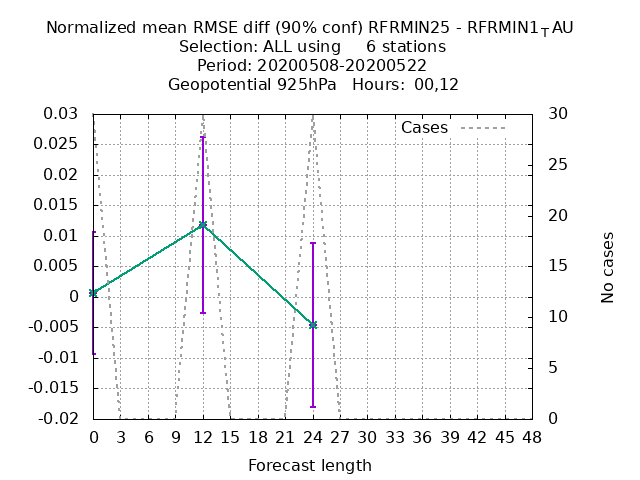 Normalized mean RMSE diff (90% conf) RFRMIN25 - RFRMIN1TAU
Selection: ALL using     6 stations
Period: 20200508-20200522
Geopotential 925hPa   Hours:  00,12
Cases
0.03
0.025
0.02
0.015
0.01
0.005
0
-0.005
-0.01
-0.015
-0.02
30
25
20
15
10
5
0
No cases
0 3 6 9 12 15 18 21 24 27 30 33 36 39 42 45 48
Forecast length